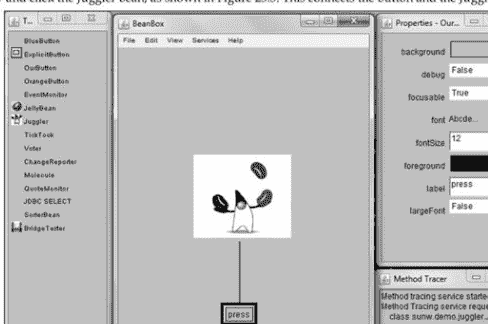 and click the Juggler bean, as shown in Figure 25.5. This connects the button and the Juggl
T...
BlueButton
ExplicitButton
OurButton
OrangeButton
EventMonitor
JellyBean
Juggler
TickTock
Voter
ChangeReporter
Molecule
QuoteMonitor
JDBC SELECT
SorterBean
BridgeTester
BeanBox
File Edit View Services Help
press
Properties - Our...
background
debug False
focusable True
font Abcde...
fontSize 12
foreground
label press
largeFont False
Method Tracer
Method tracing service starte
Method Tracing service reque
class sunw.demo.juggler...